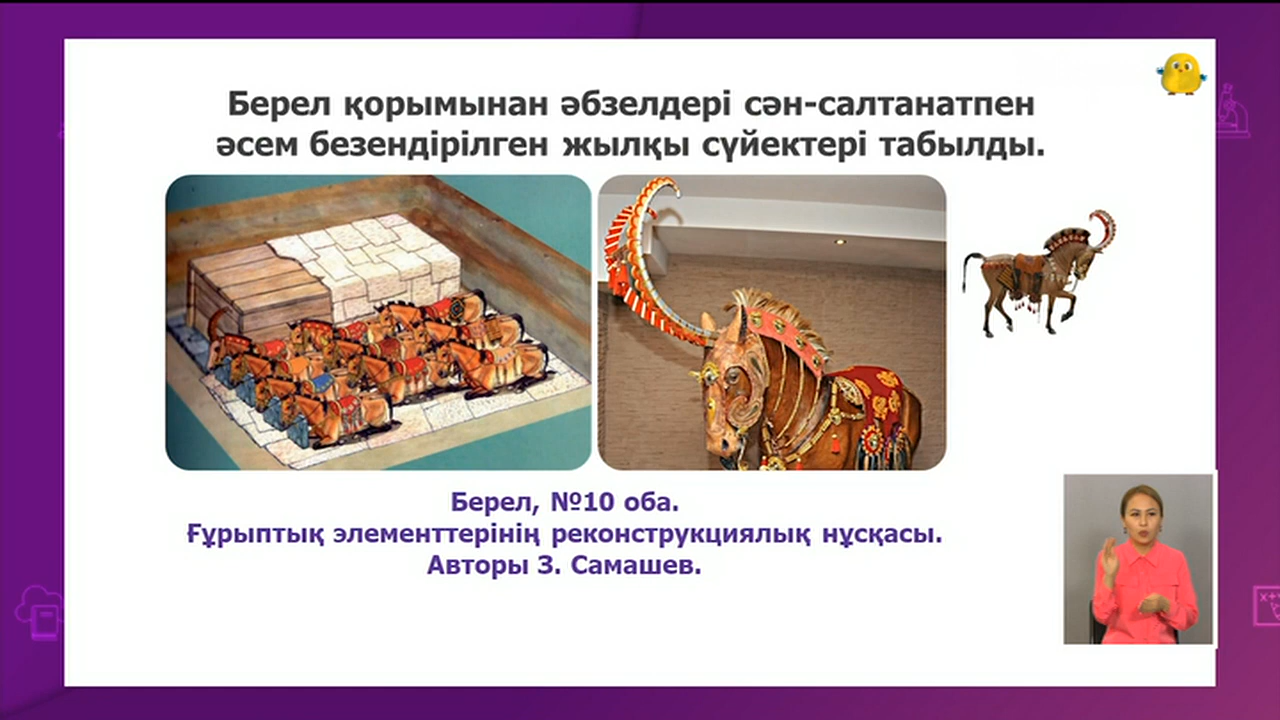 Берел қорымынан әбзелдері сән-салтанатпен
әсем безендірілген жылқы сүйектері табылды.
Берел, №10 оба.
Ғұрыптық элементтерінің реконструкциялық нұсқасы.
Авторы З. Самашев.